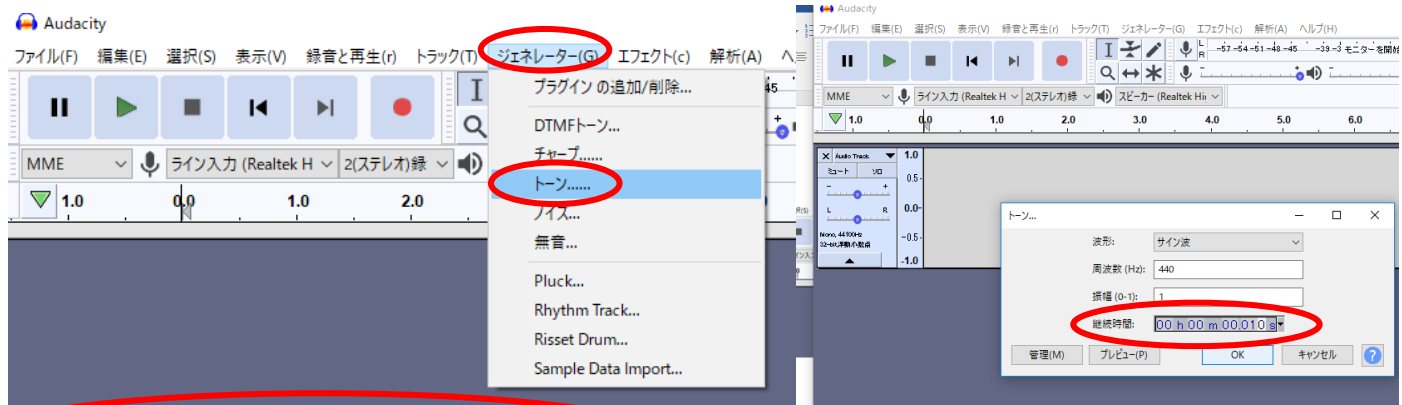 Audacity
ファイル(F) 編集(E) 選択(S) 表示(V) 録音と再生(r) トラック(T) ジェネレーター(G) エフェクト(c) 解析(A) ヘ
MME ライン入力 (Realtek H 2(ステレオ)録
1.0 0.0 1.0 2.0
プラグイン の追加/削除...
DTMFトーン...
チャープ......
トーン......
ノイズ...
無音...
Pluck...
Rhythm Track...
Risset Drum...
Sample Data Import...
45
Audacity
ファイル(F) 編集(E) 選択(S) 表示(V) 録音と再生(r) トラック(T) ジェネレーター(G) エフェクト(c) 解析(A) ヘルプ(H)
L R -57 -54 -51 -48 -45 -39 -3 モニターを開始
MME ライン入力 (Realtek H 2(ステレオ)録 スピーカー (Realtek Hi
1.0 0.0 1.0 2.0 3.0 4.0 5.0 6.0
× Audio Track
ミュート ソロ
- +
L R
Mono, 44100Hz
32-bit浮動小数点
1.0
0.5
0.0
-0.5
-1.0
トーン...
波形: サイン波
周波数 (Hz): 440
振幅 (0-1): 1
継続時間: 00 h 00 m 00.010 s
管理(M) プレビュー(P) OK キャンセル ?